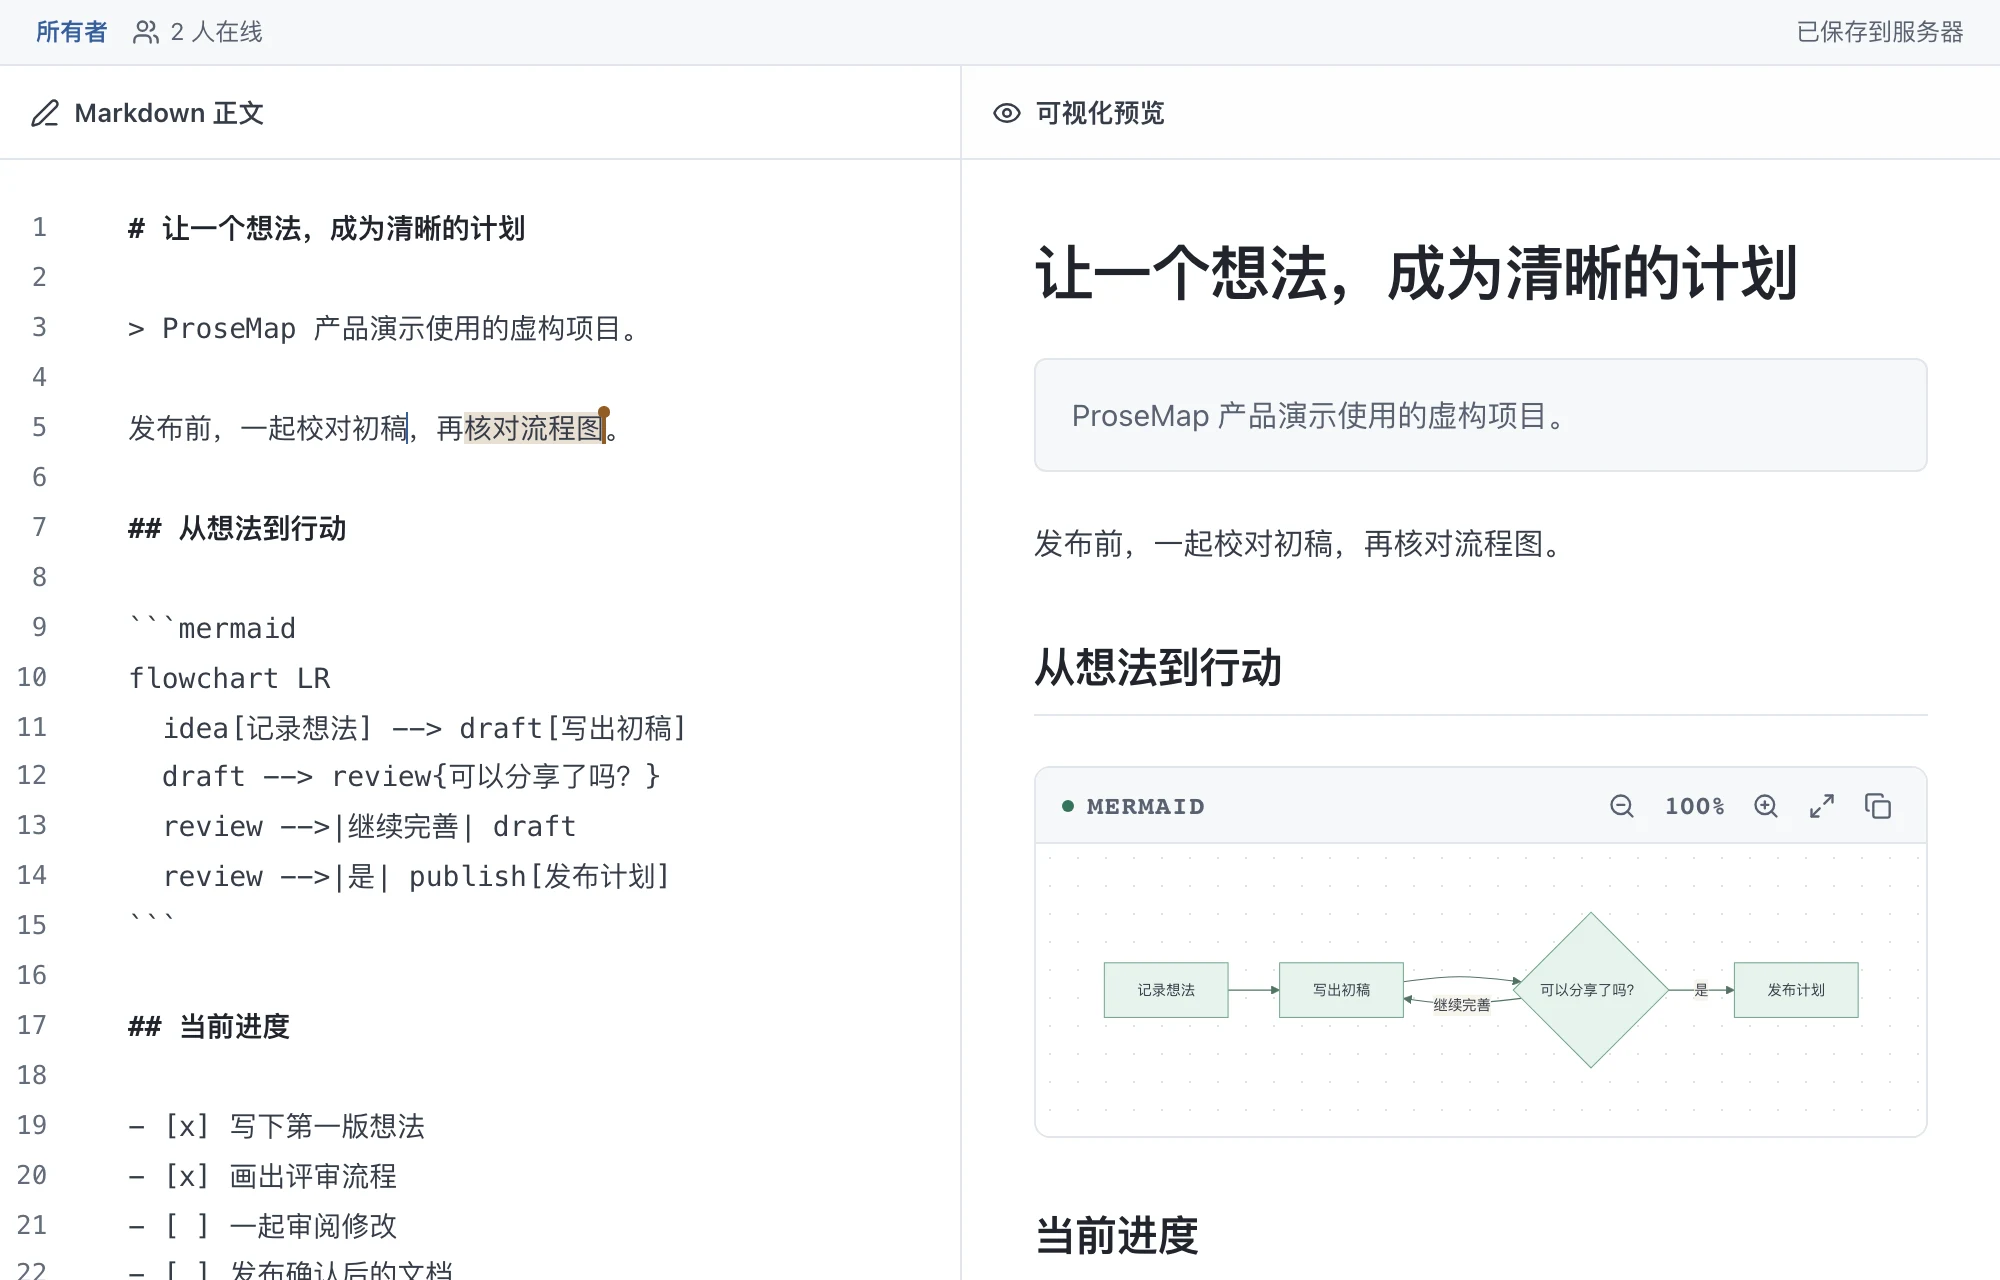 所有者 2 人在线 已保存到服务器
Markdown 正文
1 # 让一个想法，成为清晰的计划
2
3 > ProseMap 产品演示使用的虚构项目。
4
5 发布前，一起校对初稿，再核对流程图。
6
7 ## 从想法到行动
8
9 ```mermaid
10 flowchart LR
11   idea[记录想法] --> draft[写出初稿]
12   draft --> review{可以分享了吗？}
13   review -->|继续完善| draft
14   review -->|是| publish[发布计划]
15 ```
16
17 ## 当前进度
18
19 - [x] 写下第一版想法
20 - [x] 画出评审流程
21 - [ ] 一起审阅修改
22 - [ ] 发布确认后的文档
可视化预览
让一个想法，成为清晰的计划
ProseMap 产品演示使用的虚构项目。
发布前，一起校对初稿，再核对流程图。
从想法到行动
MERMAID 100%
记录想法
写出初稿
继续完善
可以分享了吗？
是
发布计划
当前进度